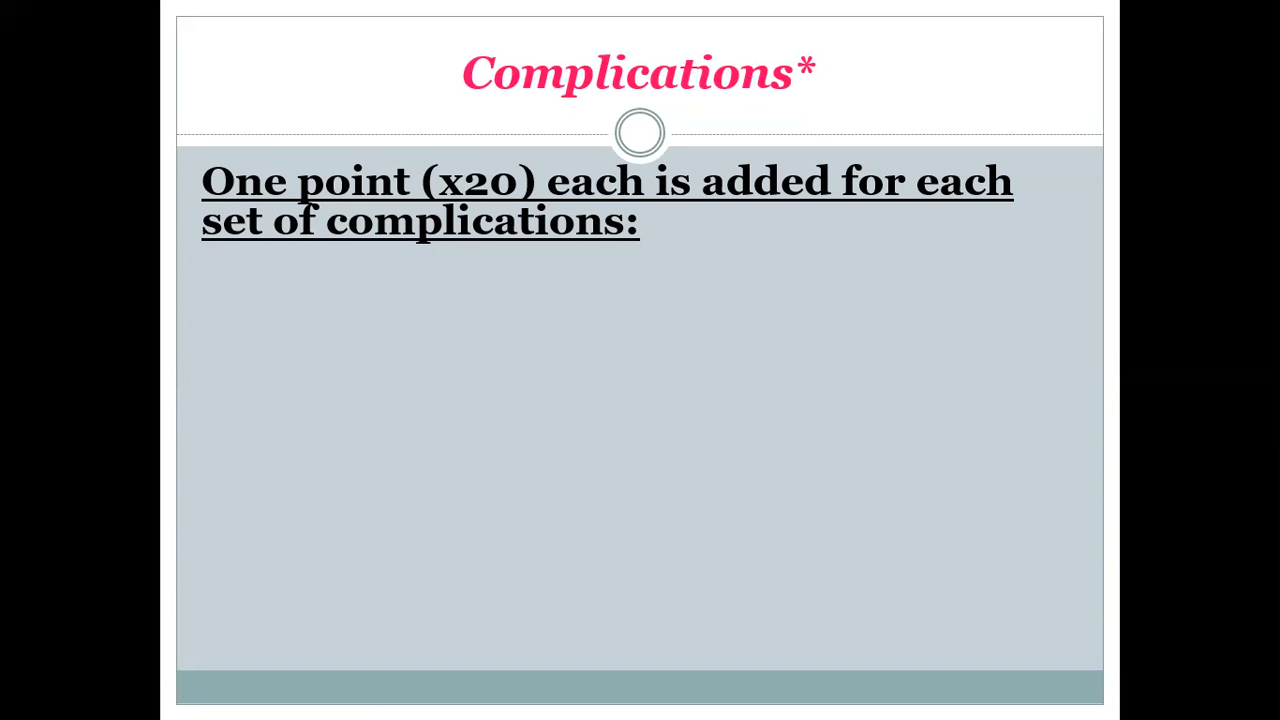 Complications*
One point (x20) each is added for each
set of complications: